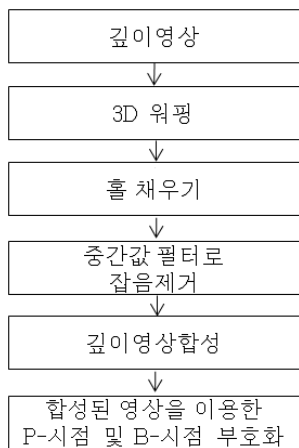 깊이영상
3D 워핑
홀 채우기
중간값 필터로
잡음제거
깊이영상합성
합성된 영상을 이용한
P-시점 및 B-시점 부호화